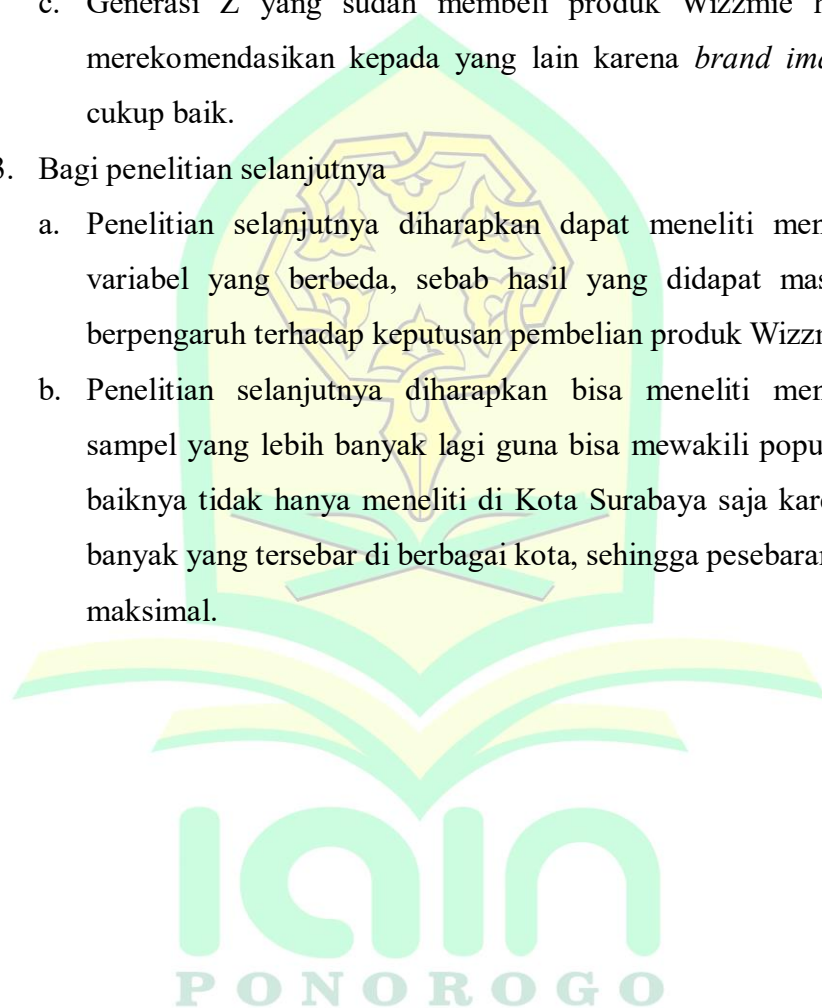 c. Generasi Z yang sudah membeli produk Wizzmie
merekomendasikan kepada yang lain karena brand
cukup baik.
3. Bagi penelitian selanjutnya
a. Penelitian selanjutnya diharapkan dapat meneliti
variabel yang berbeda, sebab hasil yang didapat
berpengaruh terhadap keputusan pembelian produk
b. Penelitian selanjutnya diharapkan bisa meneliti
sampel yang lebih banyak lagi guna bisa mewakili
baiknya tidak hanya meneliti di Kota Surabaya saja
banyak yang tersebar di berbagai kota, sehingga
maksimal.
iain
PONOROGO